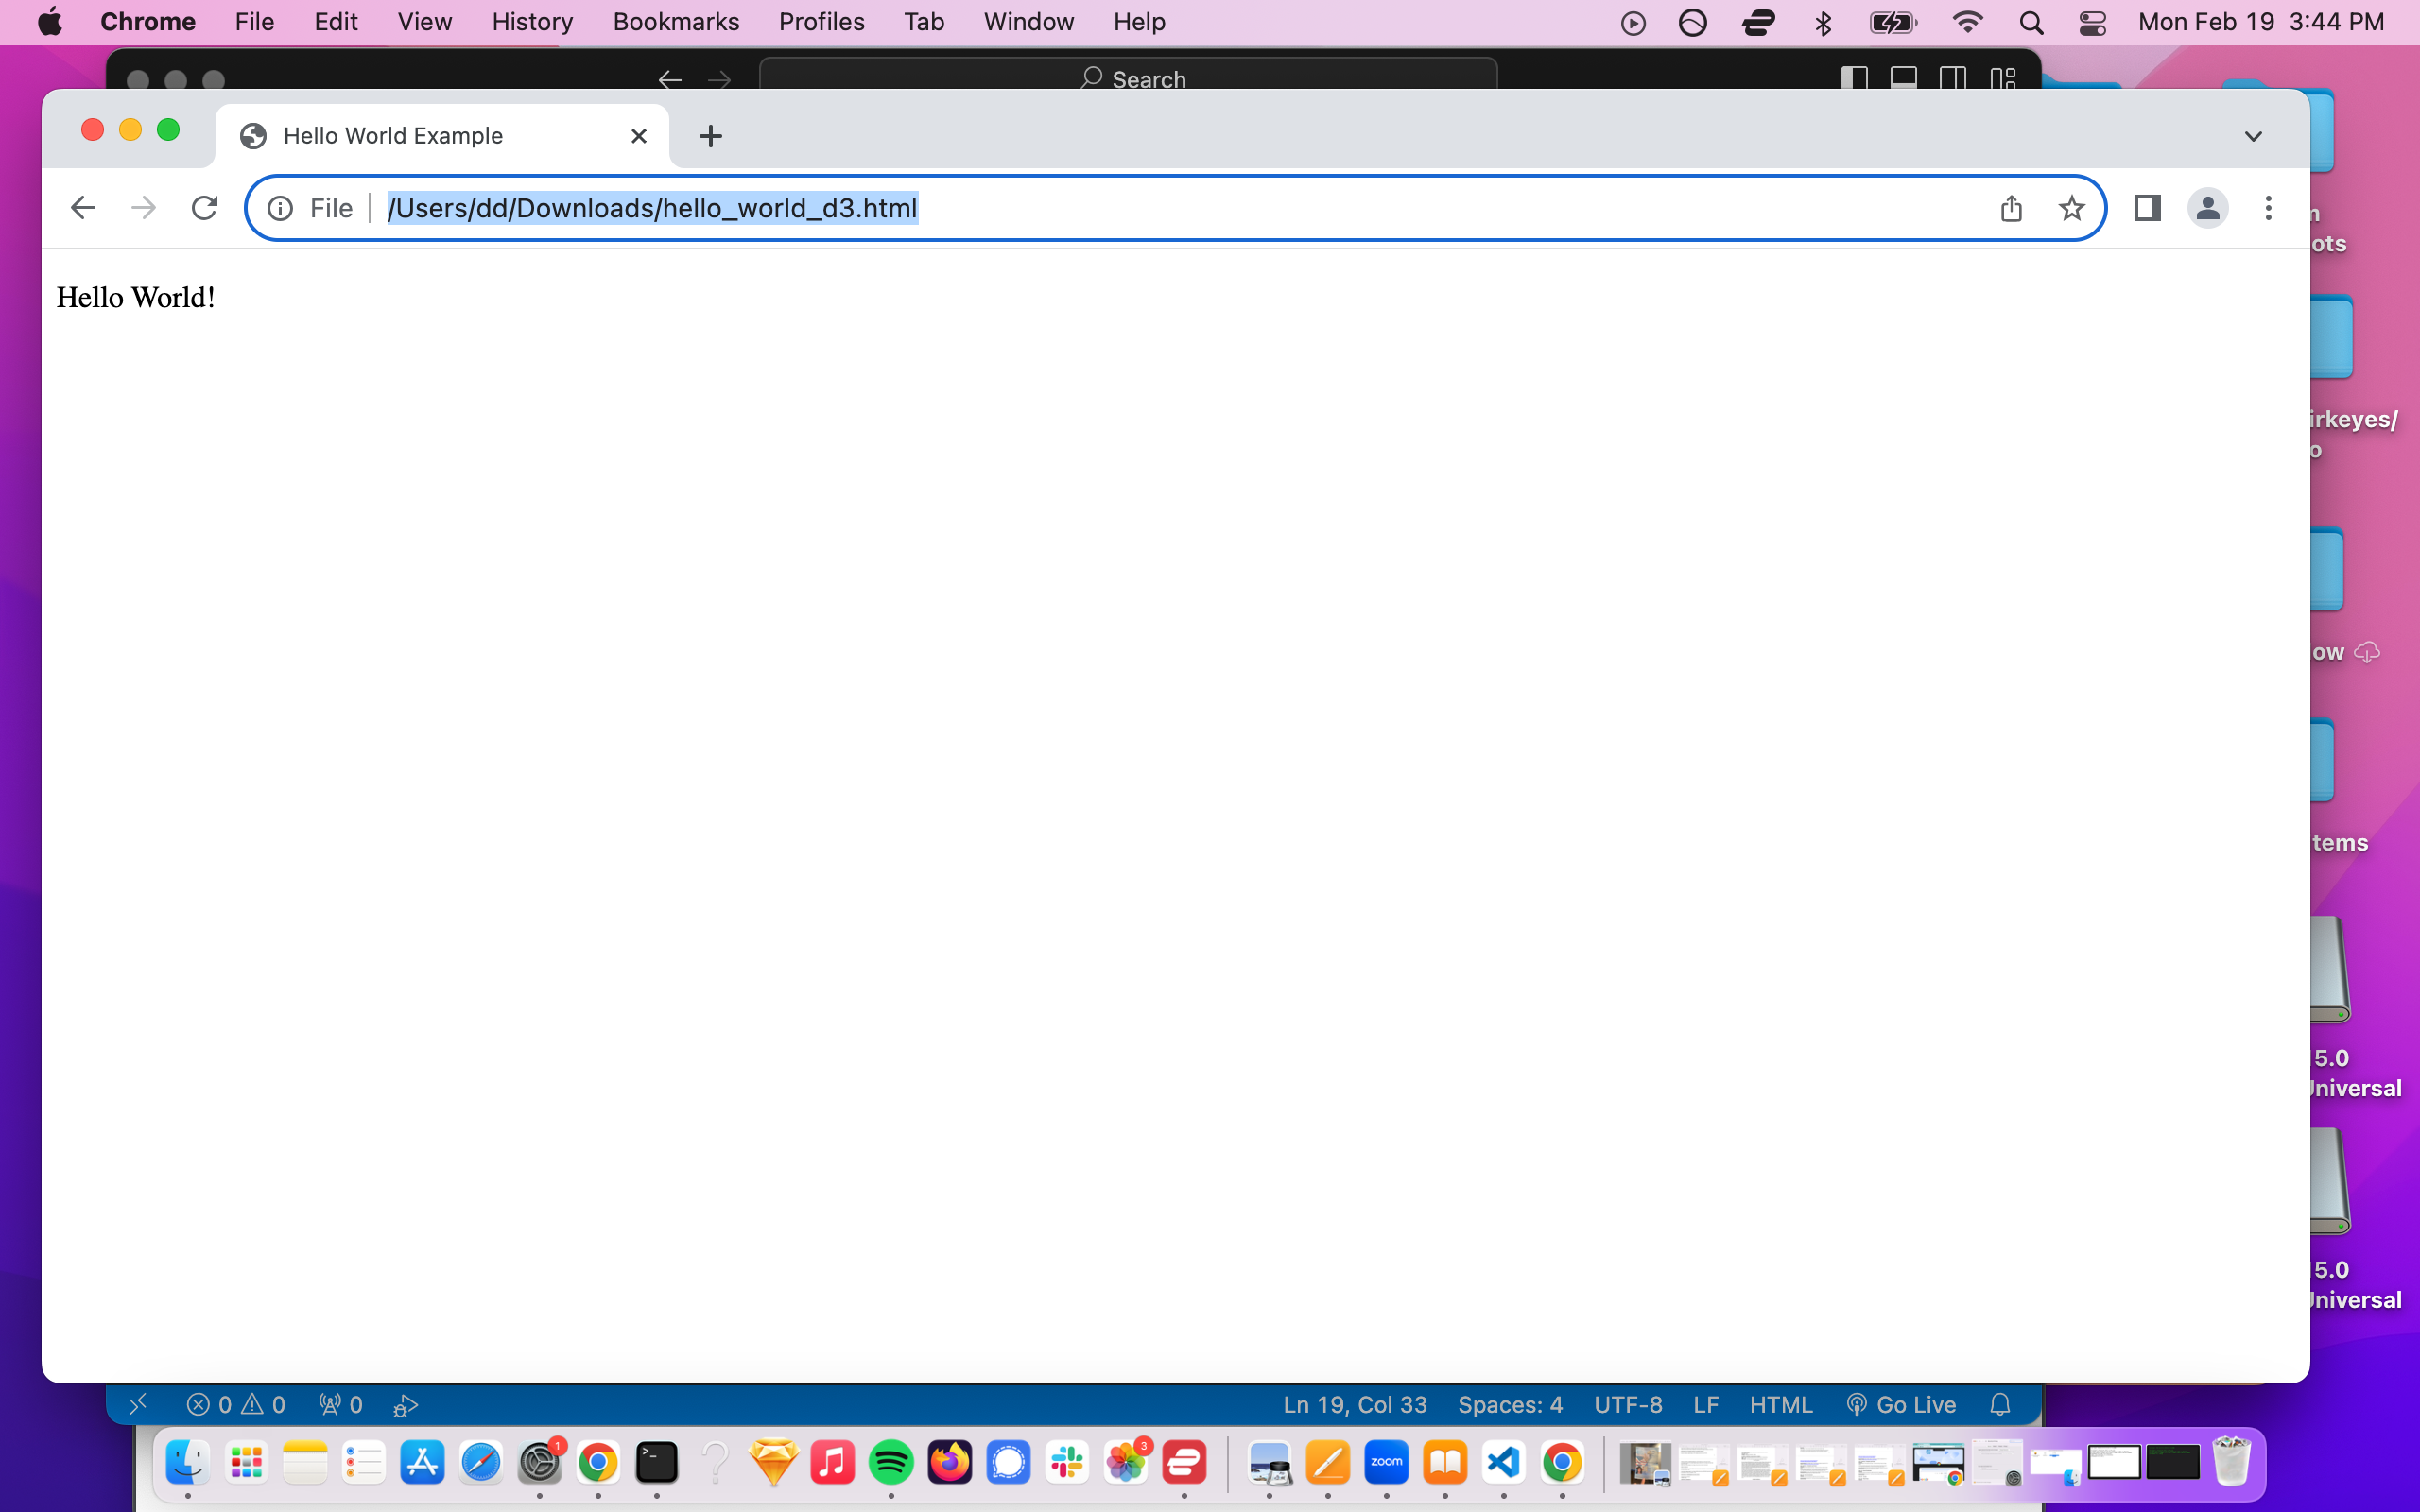 Chrome File Edit View History Bookmarks Profiles Tab Window Help Mon Feb 19 3:44 PM
Search
Hello World Example
File /Users/dd/Downloads/hello_world_d3.html
Hello World!
ots
irkeyes/
o
ow
tems
5.0
Universal
5.0
Universal
0 0 0 Ln 19, Col 33 Spaces: 4 UTF-8 LF HTML Go Live
1
3
zoom